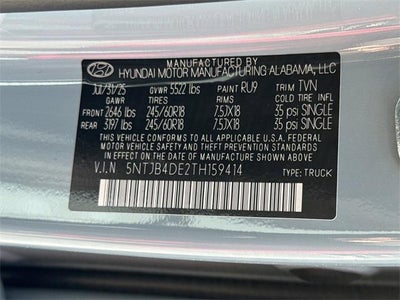 MANUFACTURED BY
HYUNDAI MOTOR MANUFACTURING ALABAMA, LLC
JUL/31/25 GVWR 5522 lbs PAINT RU9 TRIM TVN
GAWR TIRES RIMS COLD TIRE PRESSURE
FRONT 2646 lbs 245/60R18 7.5JX18 35 psi SINGLE
REAR 3197 lbs 245/60R18 7.5JX18 35 psi SINGLE
THIS VEHICLE CONFORMS TO ALL APPLICABLE U.S.A. FEDERAL
MOTOR VEHICLE SAFETY AND THEFT PREVENTION STANDARDS
IN EFFECT ON THE DATE OF MANUFACTURE SHOWN ABOVE.
V.I.N 5NTJB4DE2TH159414
TYPE: TRUCK